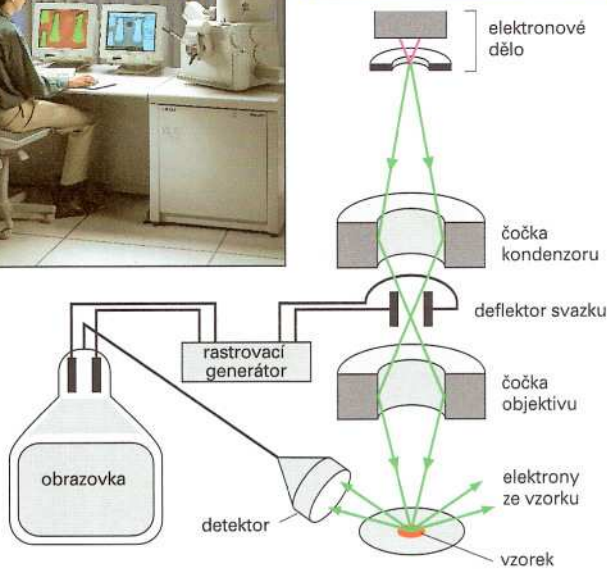 elektronové
dělo
čočka
kondenzoru
deflektor svazku
rastrovací
generátor
čočka
objektivu
obrazovka
elektrony
ze vzorku
detektor
vzorek